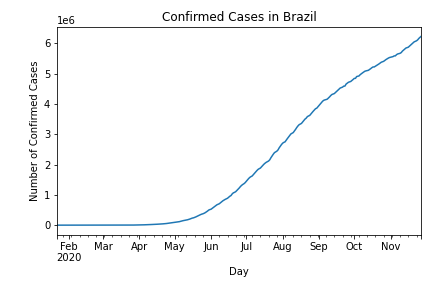 Confirmed Cases in Brazil
1e6
6
5
4
3
2
1
0
Number of Confirmed Cases
Feb Mar Apr May Jun Jul Aug Sep Oct Nov
2020
Day